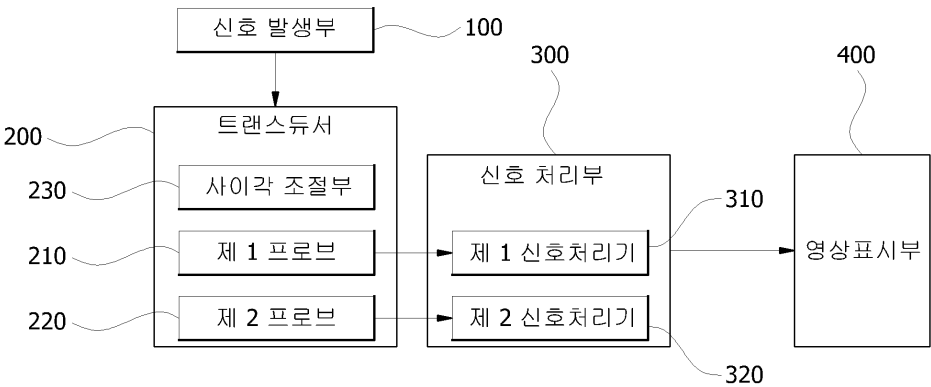 신호 발생부
100
300
400
200
트랜스듀서
230
사이각 조절부
신호 처리부
310
210
제 1 프로브
제 1 신호처리기
영상표시부
220
제 2 프로브
제 2 신호처리기
320